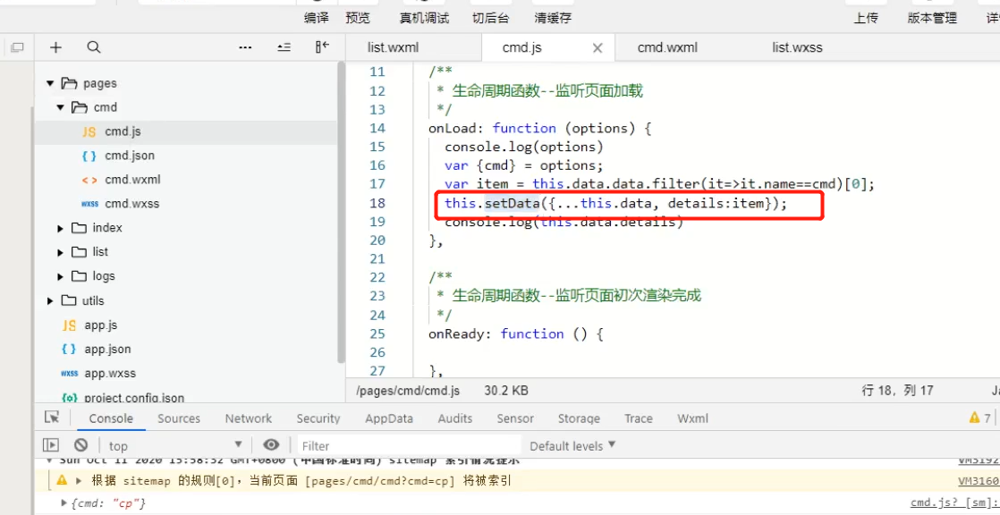 编译 预览 真机调试 切后台 清缓存 上传 版本管理
list.wxml cmd.js cmd.wxml list.wxss
pages
cmd
JS cmd.js
{ } cmd.json
< > cmd.wxml
wxss cmd.wxss
index
list
logs
utils
JS app.js
{ } app.json
wxss app.wxss
{o} project.config.json
11 /**
12 * 生命周期函数--监听页面加载
13 */
14 onLoad: function (options) {
15 console.log(options)
16 var {cmd} = options;
17 var item = this.data.data.filter(it=>it.name==cmd)[0];
18 this.setData({...this.data, details:item});
19 console.log(this.data.details)
20 },
21
22 /**
23 * 生命周期函数--监听页面初次渲染完成
24 */
25 onReady: function () {
26
27 },
/pages/cmd/cmd.js 30.2 KB 行 18，列 17
Console Sources Network Security AppData Audits Sensor Storage Trace Wxml 7
top Filter Default levels
Sun Oct 11 2020 15:58:32 GMT+0800 (中国标准时间) sitemap 索引情况提示 VM3192
根据 sitemap 的规则[0]，当前页面 [pages/cmd/cmd?cmd=cp] 将被索引 VM3160
{cmd: "cp"} cmd.js? [sm]: